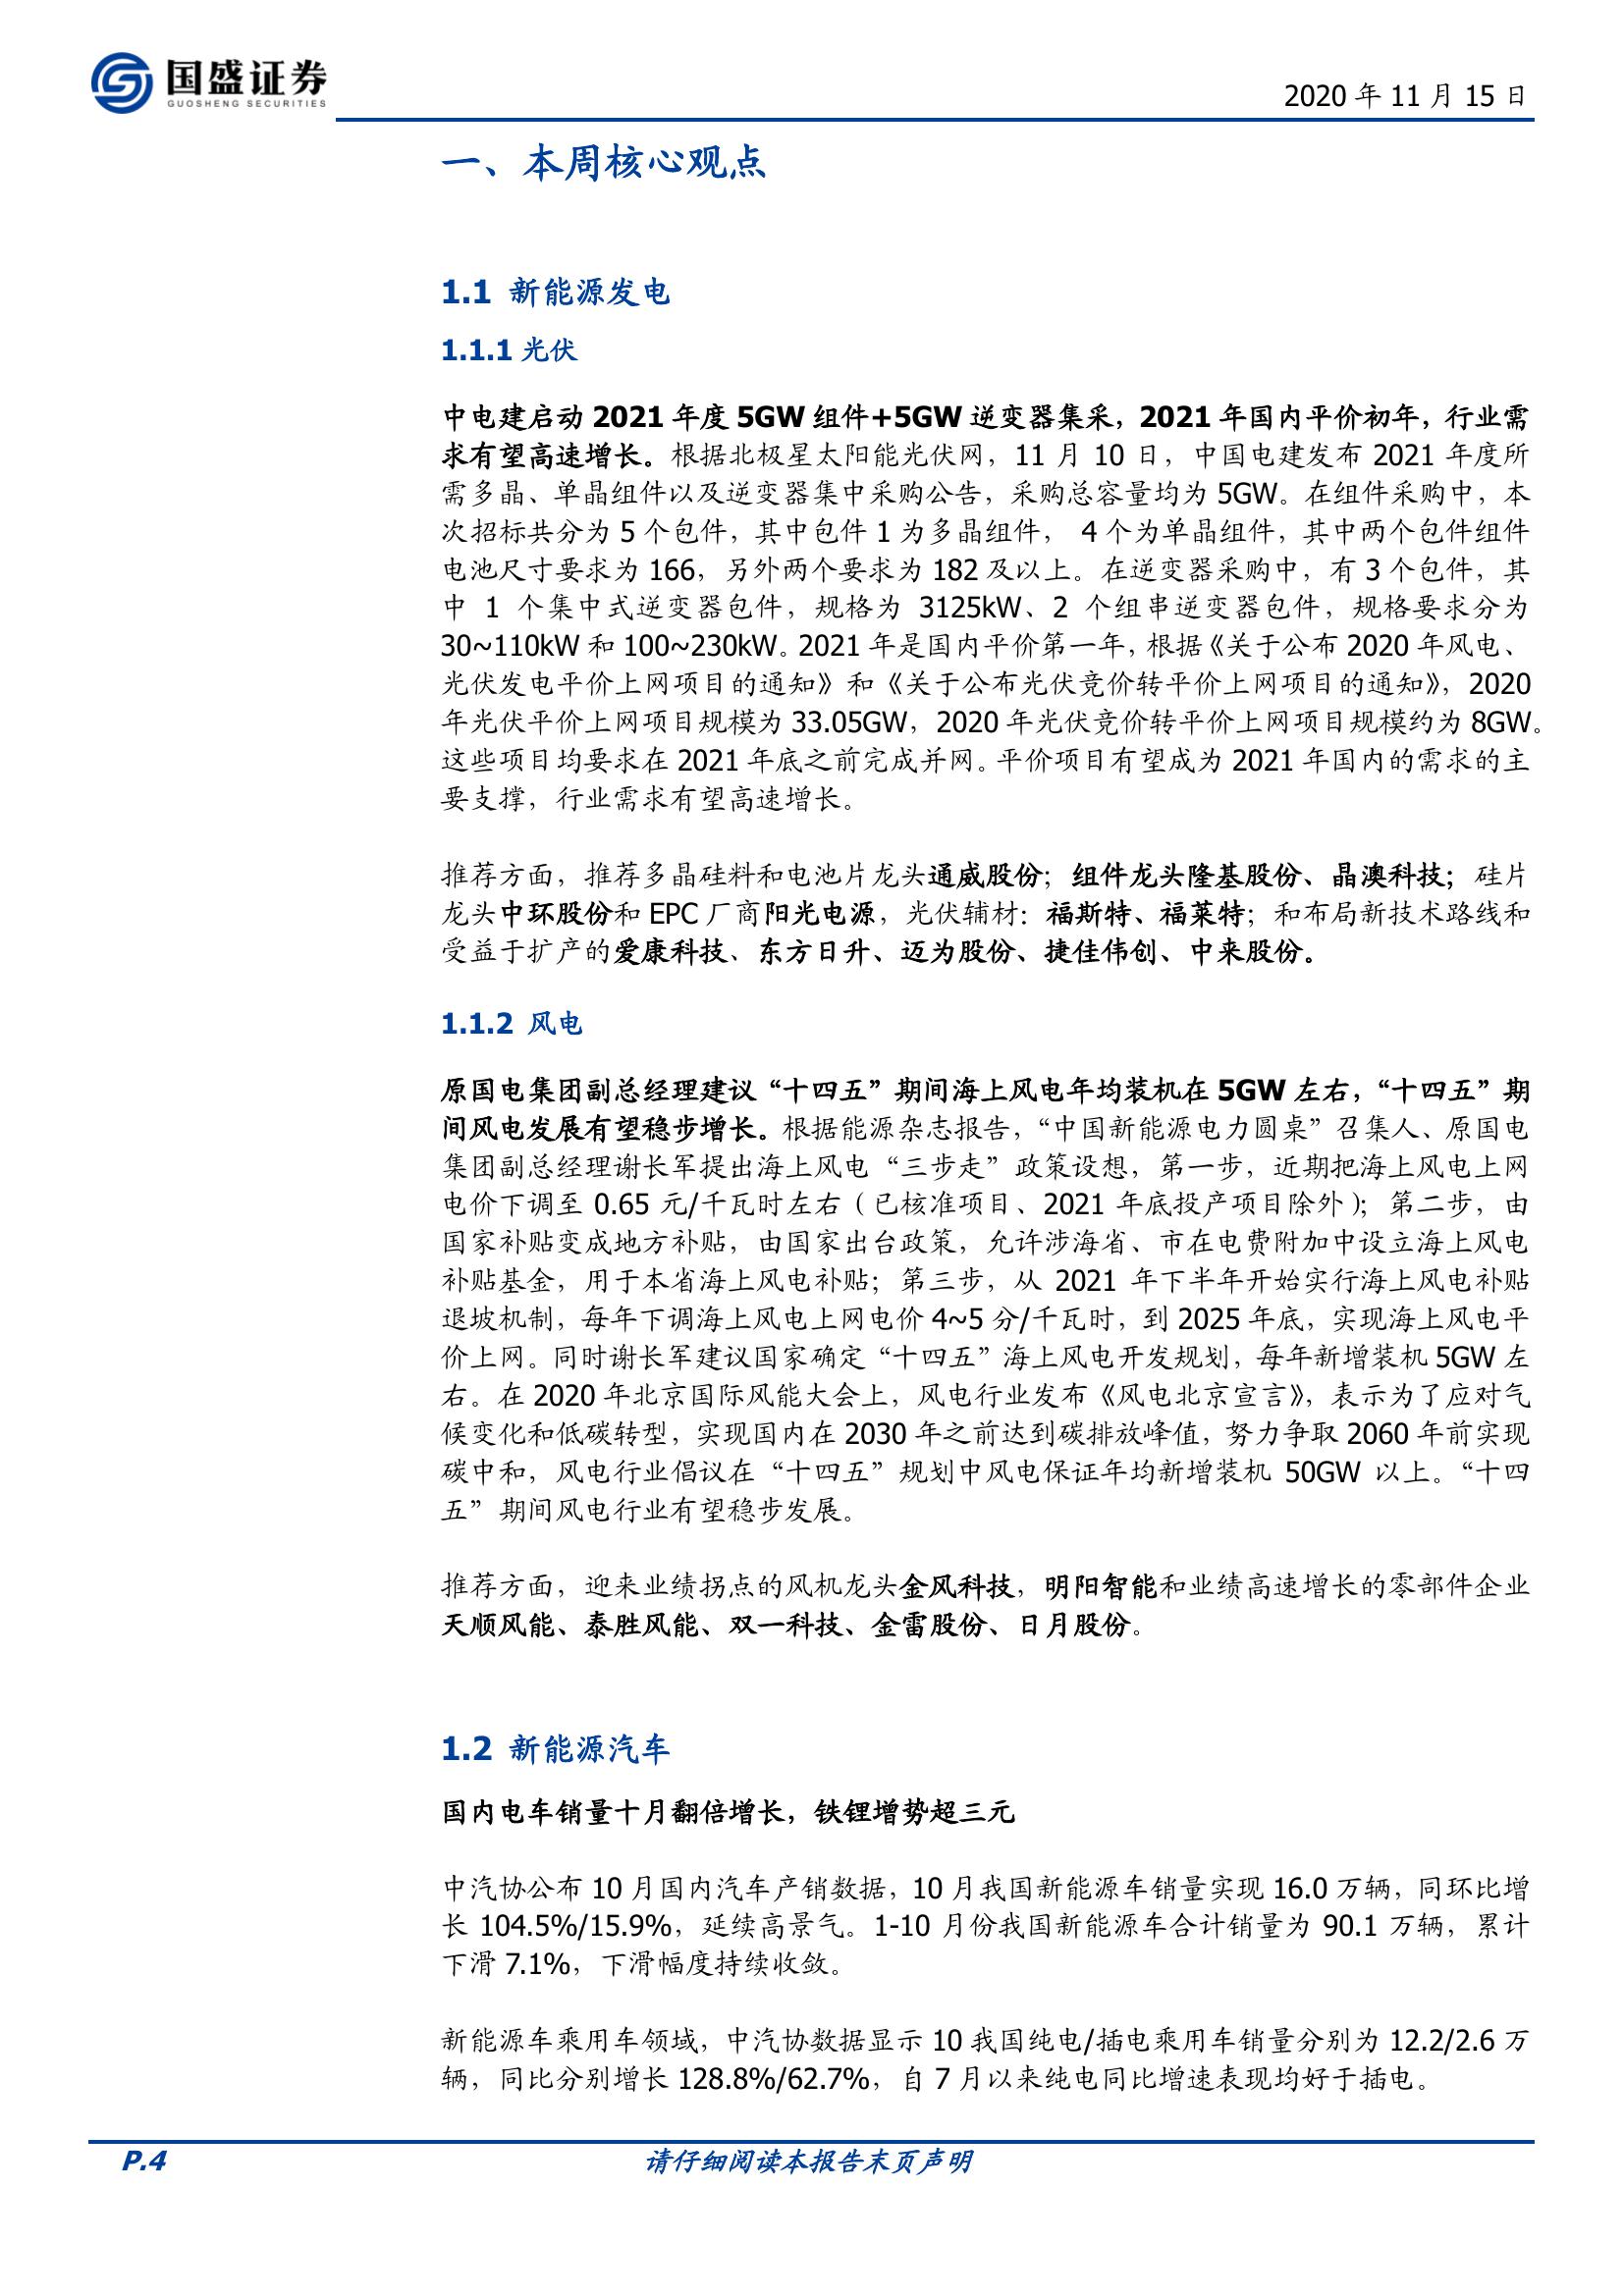 国盛证券
GUOSHENG SECURITIES
2020 年 11 月 15 日
一、本周核心观点
1.1 新能源发电
1.1.1 光伏
中电建启动 2021 年度 5GW 组件+5GW 逆变器集采，2021 年国内平价初年，行业需
求有望高速增长。根据北极星太阳能光伏网，11 月 10 日，中国电建发布 2021 年度所
需多晶、单晶组件以及逆变器集中采购公告，采购总容量均为 5GW。在组件采购中，本
次招标共分为 5 个包件，其中包件 1 为多晶组件， 4 个为单晶组件，其中两个包件组件
电池尺寸要求为 166，另外两个要求为 182 及以上。在逆变器采购中，有 3 个包件，其
中 1 个集中式逆变器包件，规格为 3125kW、2 个组串逆变器包件，规格要求分为
30~110kW 和 100~230kW。2021 年是国内平价第一年，根据《关于公布 2020 年风电、
光伏发电平价上网项目的通知》和《关于公布光伏竞价转平价上网项目的通知》，2020
年光伏平价上网项目规模为 33.05GW，2020 年光伏竞价转平价上网项目规模约为 8GW。
这些项目均要求在 2021 年底之前完成并网。平价项目有望成为 2021 年国内的需求的主
要支撑，行业需求有望高速增长。
推荐方面，推荐多晶硅料和电池片龙头通威股份；组件龙头隆基股份、晶澳科技；硅片
龙头中环股份和 EPC 厂商阳光电源，光伏辅材：福斯特、福莱特；和布局新技术路线和
受益于扩产的爱康科技、东方日升、迈为股份、捷佳伟创、中来股份。
1.1.2 风电
原国电集团副总经理建议“十四五”期间海上风电年均装机在 5GW 左右，“十四五”期
间风电发展有望稳步增长。根据能源杂志报告，“中国新能源电力圆桌”召集人、原国电
集团副总经理谢长军提出海上风电“三步走”政策设想，第一步，近期把海上风电上网
电价下调至 0.65 元/千瓦时左右（已核准项目、2021 年底投产项目除外）；第二步，由
国家补贴变成地方补贴，由国家出台政策，允许涉海省、市在电费附加中设立海上风电
补贴基金，用于本省海上风电补贴；第三步，从 2021 年下半年开始实行海上风电补贴
退坡机制，每年下调海上风电上网电价 4~5 分/千瓦时，到 2025 年底，实现海上风电平
价上网。同时谢长军建议国家确定“十四五”海上风电开发规划，每年新增装机 5GW 左
右。在 2020 年北京国际风能大会上，风电行业发布《风电北京宣言》，表示为了应对气
候变化和低碳转型，实现国内在 2030 年之前达到碳排放峰值，努力争取 2060 年前实现
碳中和，风电行业倡议在“十四五”规划中风电保证年均新增装机 50GW 以上。“十四
五”期间风电行业有望稳步发展。
推荐方面，迎来业绩拐点的风机龙头金风科技，明阳智能和业绩高速增长的零部件企业
天顺风能、泰胜风能、双一科技、金雷股份、日月股份。
1.2 新能源汽车
国内电车销量十月翻倍增长，铁锂增势超三元
中汽协公布 10 月国内汽车产销数据，10 月我国新能源车销量实现 16.0 万辆，同环比增
长 104.5%/15.9%，延续高景气。1-10 月份我国新能源车合计销量为 90.1 万辆，累计
下滑 7.1%，下滑幅度持续收敛。
新能源车乘用车领域，中汽协数据显示 10 我国纯电/插电乘用车销量分别为 12.2/2.6 万
辆，同比分别增长 128.8%/62.7%，自 7 月以来纯电同比增速表现均好于插电。
P.4
请仔细阅读本报告末页声明